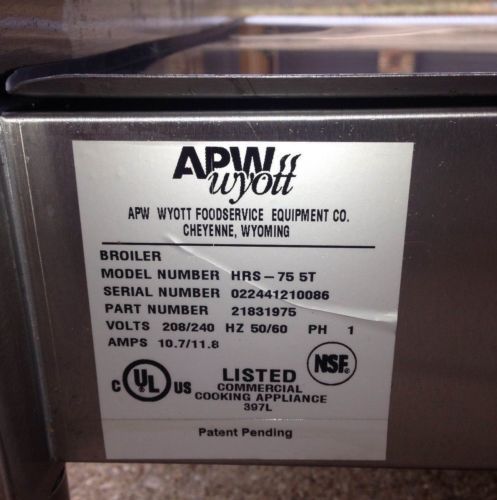 APW
wyott
APW WYOTT FOODSERVICE EQUIPMENT CO.
CHEYENNE, WYOMING
BROILER
MODEL NUMBER HRS-75 5T
SERIAL NUMBER 022441210086
PART NUMBER 21831975
VOLTS 208/240 HZ 50/60 PH 1
AMPS 10.7/11.8
C UL US
LISTED
NSF
COMMERCIAL
COOKING APPLIANCE
397L
Patent Pending